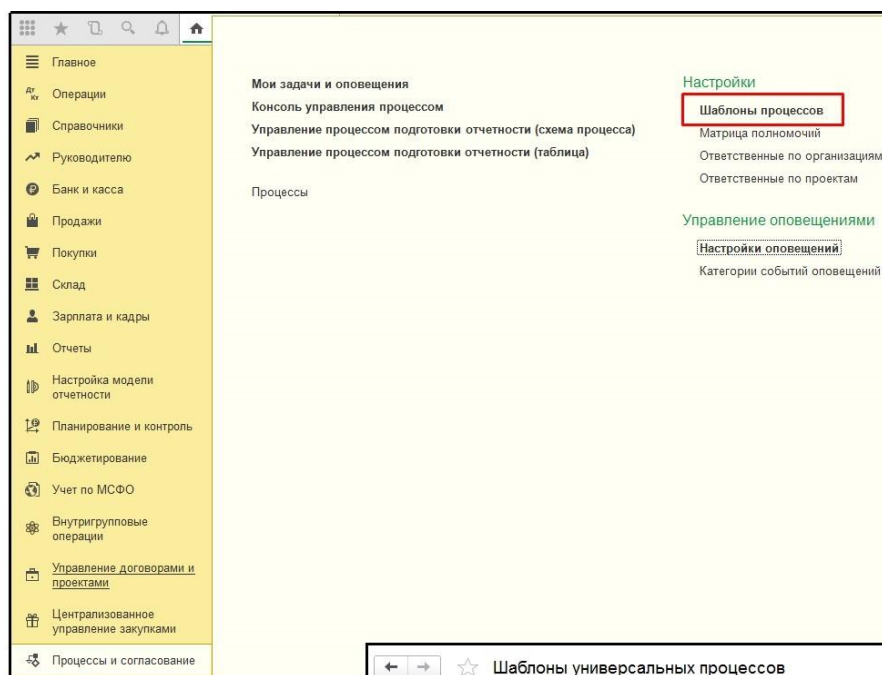 Главное
Операции
Справочники
Руководителю
Банк и касса
Продажи
Покупки
Склад
Зарплата и кадры
Отчеты
Настройка модели
отчетности
Планирование и контроль
Бюджетирование
Учет по МСФО
Внутригрупповые
операции
Управление договорами и
проектами
Централизованное
управление закупками
Процессы и согласование
Мои задачи и оповещения
Консоль управления процессом
Управление процессом подготовки отчетности (схема процесса)
Управление процессом подготовки отчетности (таблица)
Процессы
Настройки
Шаблоны процессов
Матрица полномочий
Ответственные по организациям
Ответственные по проектам
Управление оповещениями
Настройки оповещений
Категории событий оповещений
Шаблоны универсальных процессов